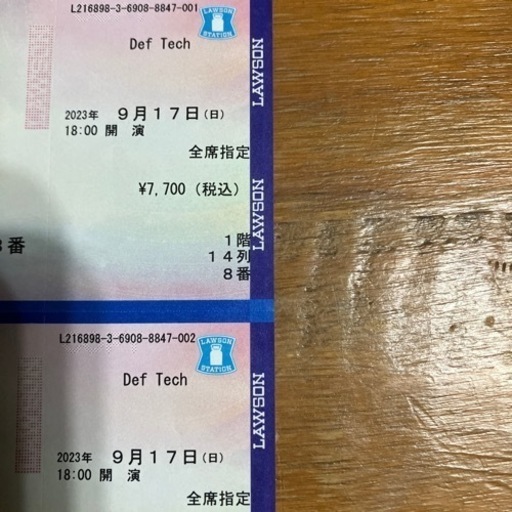 L216898-3-6908-8847-001
LAWSON
STATION
Def Tech
LAWSON
2023年 9月17日(日)
18:00 開 演
全席指定
¥7,700 (税込)
LAWSON
番
1階
14列
8番
L216898-3-6908-8847-002
LAWSON
STATION
Def Tech
LAWSON
2023年 9月17日(日)
18:00 開 演
全席指定